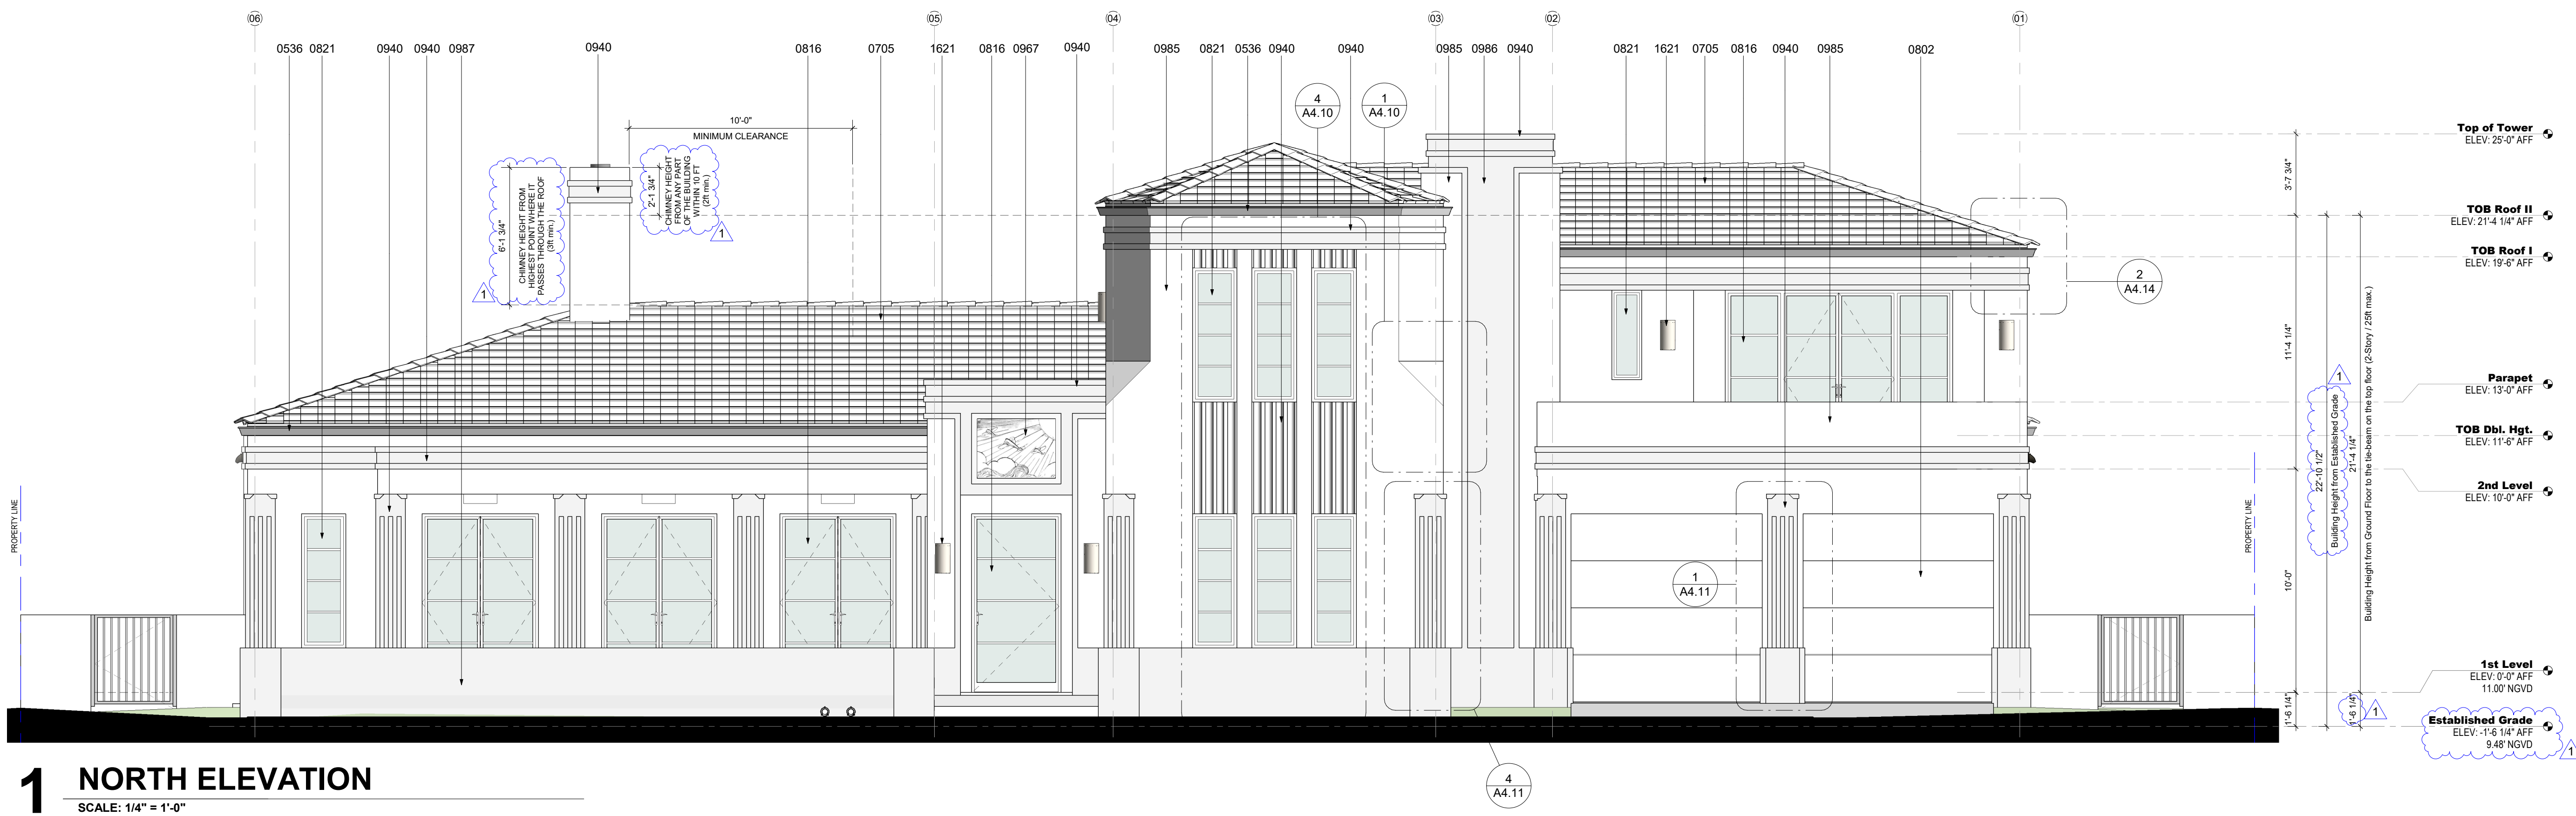 (06)
(05)
(04)
(03)
(02)
(01)
0536 0821 0940 0940 0987 0940 0816 0705 1621 0816 0967 0940 0985 0821 0536 0940 0940 0985 0986 0940 0821 1621 0705 0816 0940 0985 0802
4
A4.10
1
A4.10
10'-0"
MINIMUM CLEARANCE
6'-1 3/4"
CHIMNEY HEIGHT FROM
HIGHEST POINT WHERE IT
PASSES THROUGH THE ROOF
(3ft min.)
1
2'-1 3/4"
CHIMNEY HEIGHT
FROM ANY PART
OF THE BUILDING
WITHIN 10 FT
(2ft min.)
1
2
A4.14
1
A4.11
4
A4.11
PROPERTY LINE
PROPERTY LINE
3'-7 3/4"
11'-4 1/4"
10'-0"
1'-6 1/4"
22'-10 1/2"
Building Height from Established Grade
1
21'-4 1/4"
Building Height from Ground Floor to the tie-beam on the top floor (2-Story / 25ft max.)
1'-6 1/4"
1
Top of Tower
ELEV: 25'-0" AFF
TOB Roof II
ELEV: 21'-4 1/4" AFF
TOB Roof I
ELEV: 19'-6" AFF
Parapet
ELEV: 13'-0" AFF
TOB Dbl. Hgt.
ELEV: 11'-6" AFF
2nd Level
ELEV: 10'-0" AFF
1st Level
ELEV: 0'-0" AFF
11.00' NGVD
Established Grade
ELEV: -1'-6 1/4" AFF
9.48' NGVD
1
1 NORTH ELEVATION
SCALE: 1/4" = 1'-0"